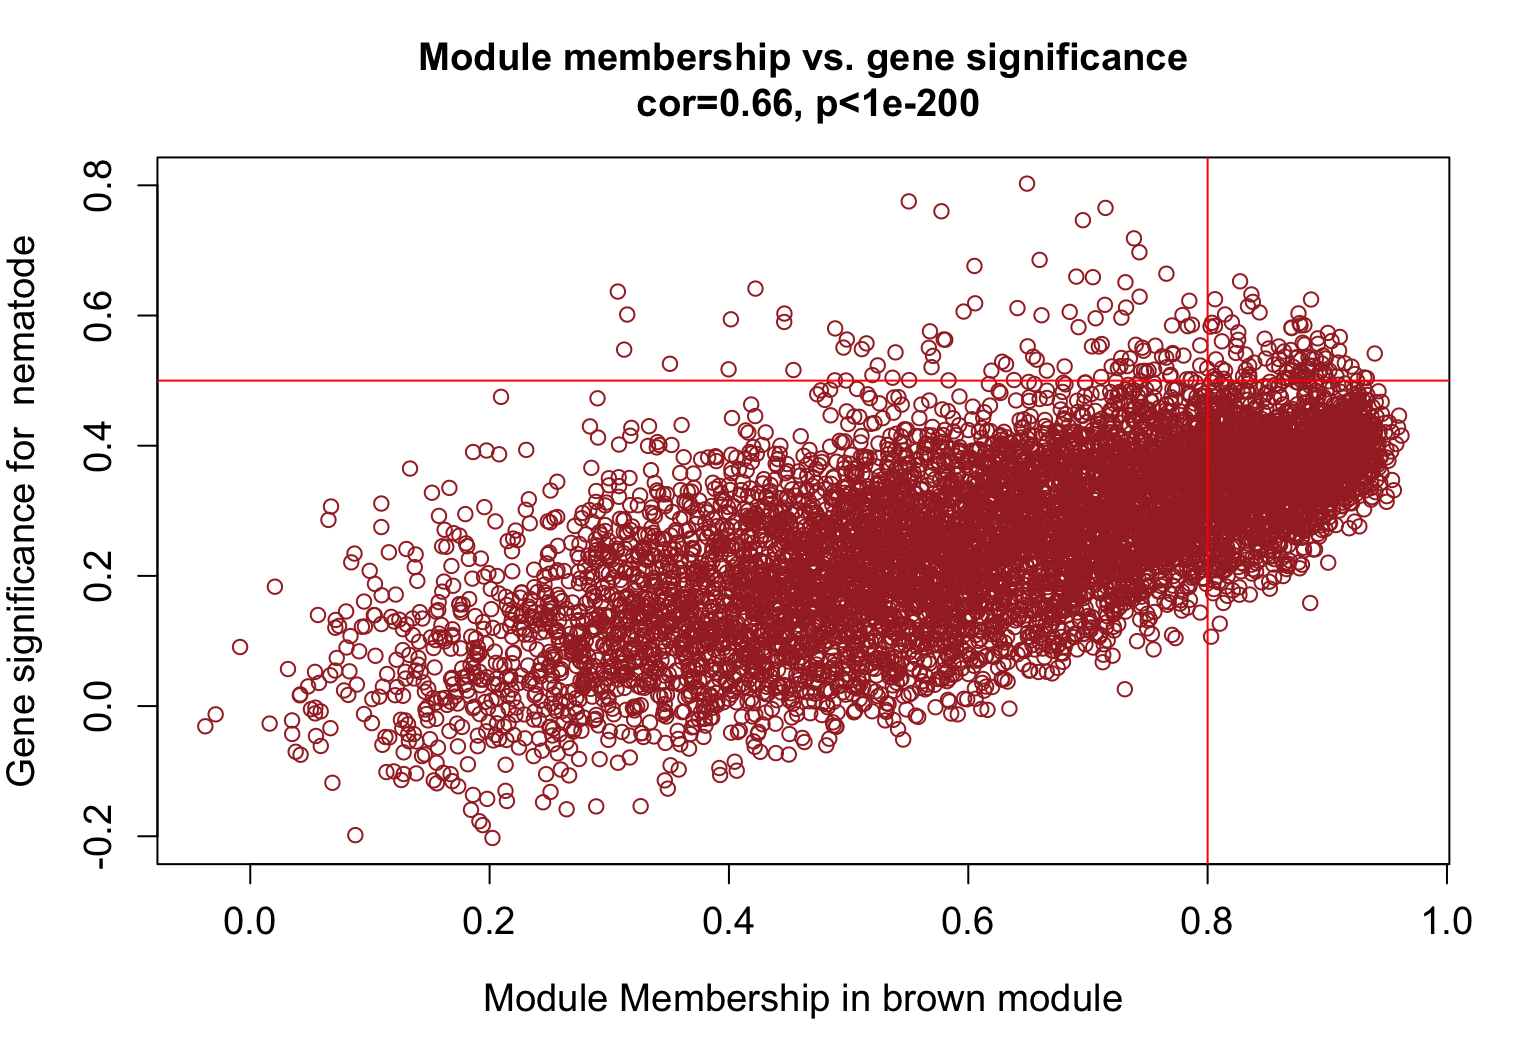 Module membership vs. gene significance
cor=0.66, p<1e-200
Gene significance for  nematode
0.8
0.6
0.4
0.2
0.0
-0.2
0.0 0.2 0.4 0.6 0.8 1.0
Module Membership in brown module